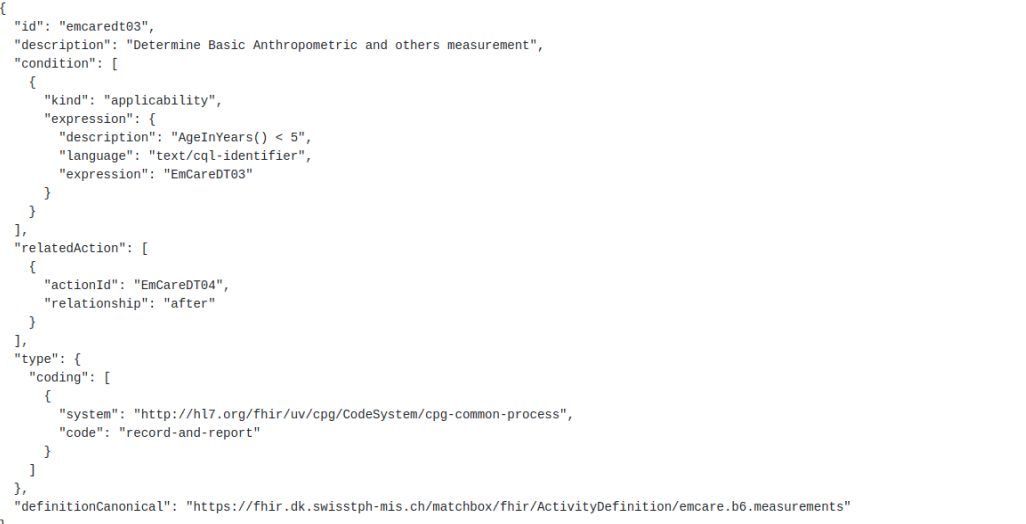 {
  "id": "emcaredt03",
  "description": "Determine Basic Anthropometric and others measurement",
  "condition": [
    {
      "kind": "applicability",
      "expression": {
        "description": "AgeInYears() < 5",
        "language": "text/cql-identifier",
        "expression": "EmCareDT03"
      }
    }
  ],
  "relatedAction": [
    {
      "actionId": "EmCareDT04",
      "relationship": "after"
    }
  ],
  "type": {
    "coding": [
      {
        "system": "http://hl7.org/fhir/uv/cpg/CodeSystem/cpg-common-process",
        "code": "record-and-report"
      }
    ]
  },
  "definitionCanonical": "https://fhir.dk.swisstph-mis.ch/matchbox/fhir/ActivityDefinition/emcare.b6.measurements"
}